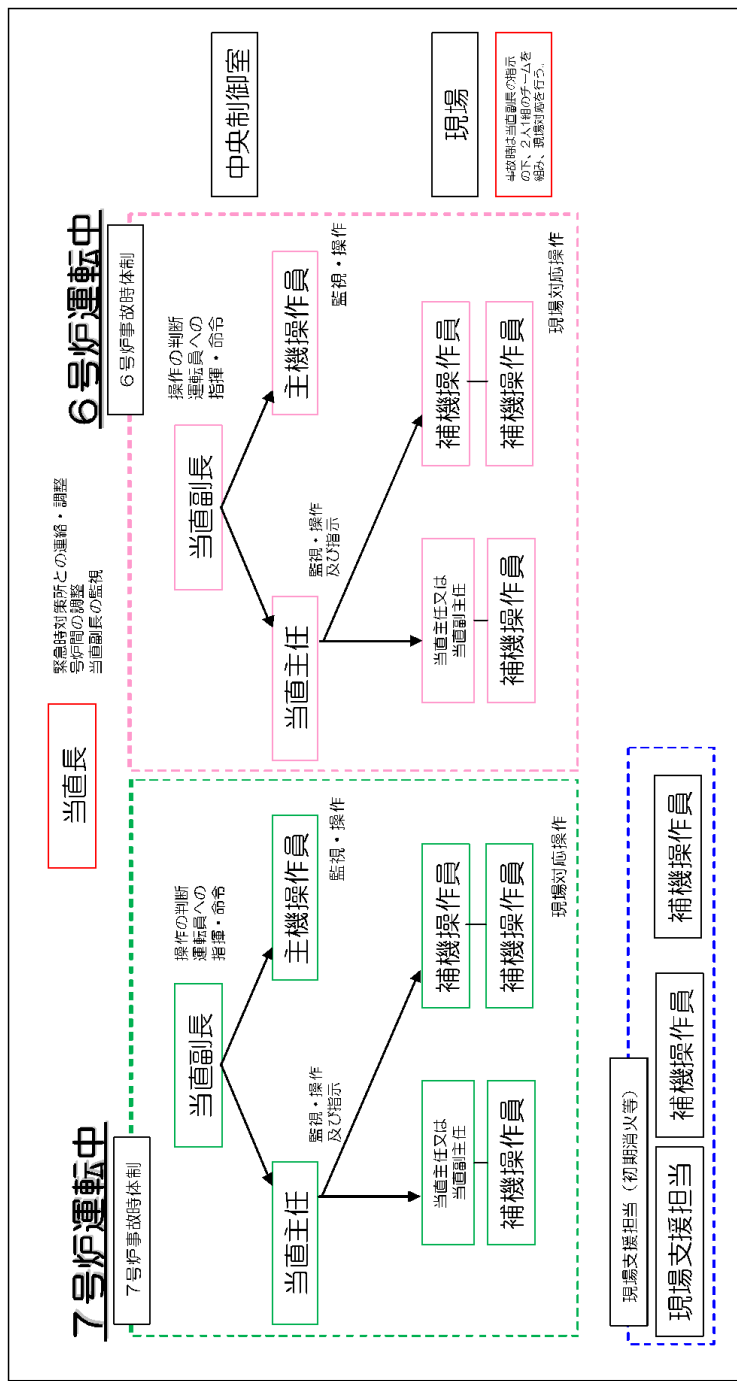 7号炉運転中
6号炉運転中
当直長
緊急時対策所との連絡・調整
号炉間の調整
当直副長の監視
7号炉事故時体制
当直副長
操作の判断
運転員への
指揮・命令
当直主任
主機操作員
監視・操作
監視・操作
及び指示
当直主任又は
当直副主任
補機操作員
補機操作員
補機操作員
現場対応操作
6号炉事故時体制
当直副長
操作の判断
運転員への
指揮・命令
当直主任
主機操作員
監視・操作
監視・操作
及び指示
当直主任又は
当直副主任
補機操作員
補機操作員
補機操作員
現場対応操作
中央制御室
現場
事故時は当直副長の指示
の下、2人1組のチームを
組み、現場対応を行う。
現場支援担当（初期消火等）
現場支援担当
補機操作員
補機操作員